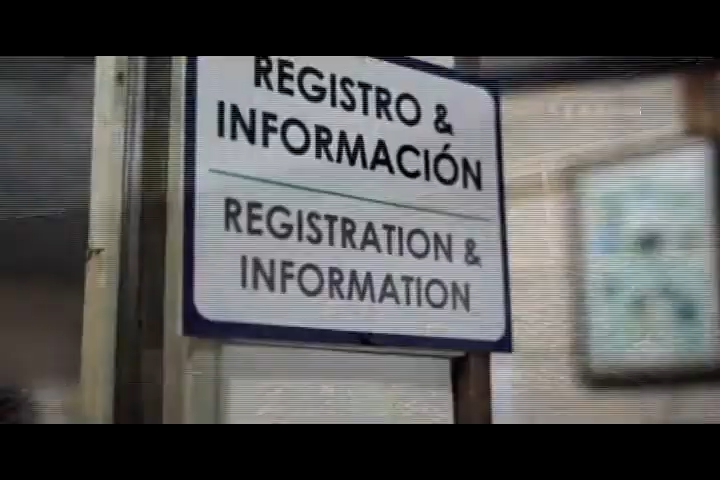 REGISTRO &
INFORMACIÓN
REGISTRATION &
INFORMATION